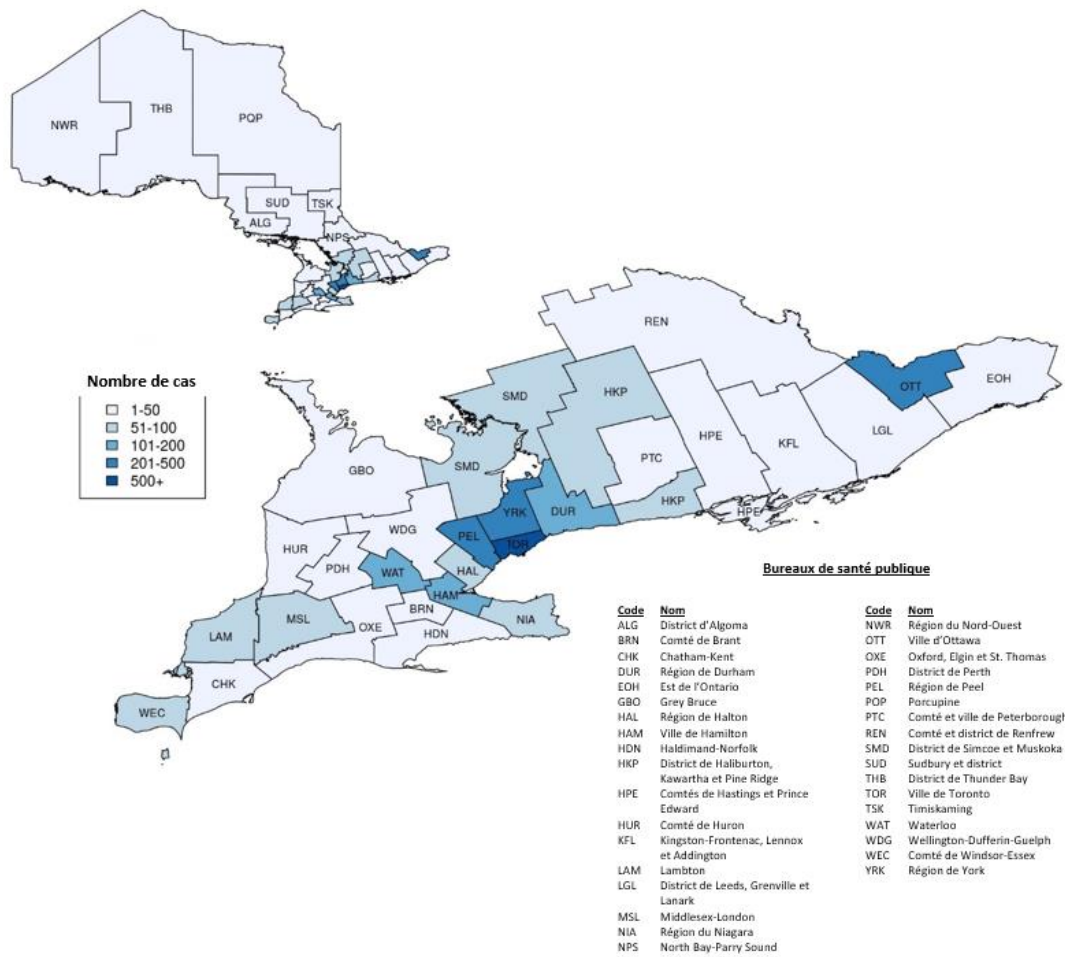 NWR
THB
PQP
SUD
TSK
ALG
NPS
Nombre de cas
1-50
51-100
101-200
201-500
500+
REN
SMD
HKP
OTT
EOH
HPE
KFL
LGL
PTC
SMD
GBO
HKP
YRK
DUR
HPE
WDG
PEL
TOR
HUR
PDH
WAT
HAL
HAM
BRN
MSL
NIA
LAM
OXE
HDN
CHK
WEC
Bureaux de santé publique
Code Nom
ALG District d'Algoma
BRN Comté de Brant
CHK Chatham-Kent
DUR Région de Durham
EOH Est de l'Ontario
GBO Grey Bruce
HAL Région de Halton
HAM Ville de Hamilton
HDN Haldimand-Norfolk
HKP District de Haliburton,
Kawartha et Pine Ridge
HPE Comtés de Hastings et Prince
Edward
HUR Comté de Huron
KFL Kingston-Frontenac, Lennox
et Addington
LAM Lambton
LGL District de Leeds, Grenville et
Lanark
MSL Middlesex-London
NIA Région du Niagara
NPS North Bay-Parry Sound
Code Nom
NWR Région du Nord-Ouest
OTT Ville d'Ottawa
OXE Oxford, Elgin et St. Thomas
PDH District de Perth
PEL Région de Peel
POP Porcupine
PTC Comté et ville de Peterborough
REN Comté et district de Renfrew
SMD District de Simcoe et Muskoka
SUD Sudbury et district
THB District de Thunder Bay
TOR Ville de Toronto
TSK Timiskaming
WAT Waterloo
WDG Wellington-Dufferin-Guelph
WEC Comté de Windsor-Essex
YRK Région de York